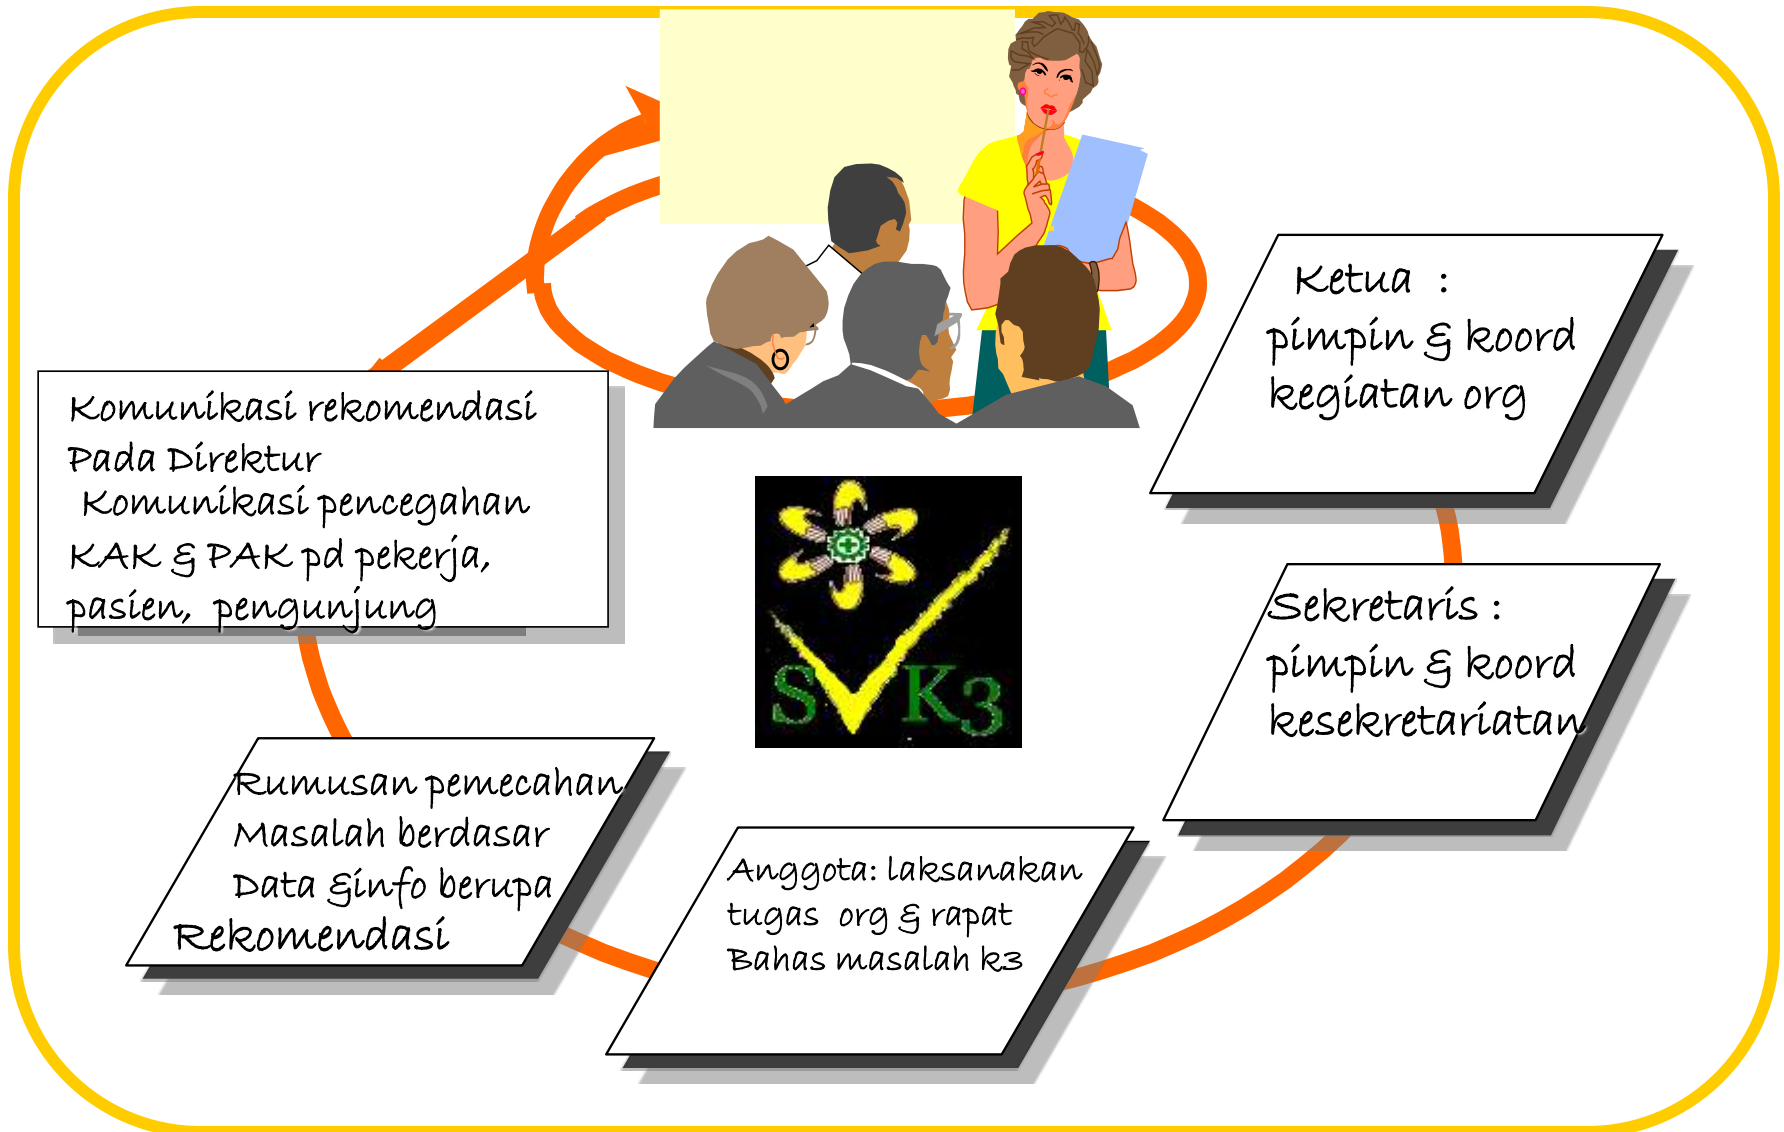 Ketua :
pimpin & koord
kegiatan org
Sekretaris :
pimpin & koord
kesekretariatan
Anggota: laksanakan
tugas org & rapat
Bahas masalah k3
Rumusan pemecahan
Masalah berdasar
Data &info berupa
Rekomendasi
Komunikasi rekomendasi
Pada Direktur
Komunikasi pencegahan
KAK & PAK pd pekerja,
pasien, pengunjung
S K3